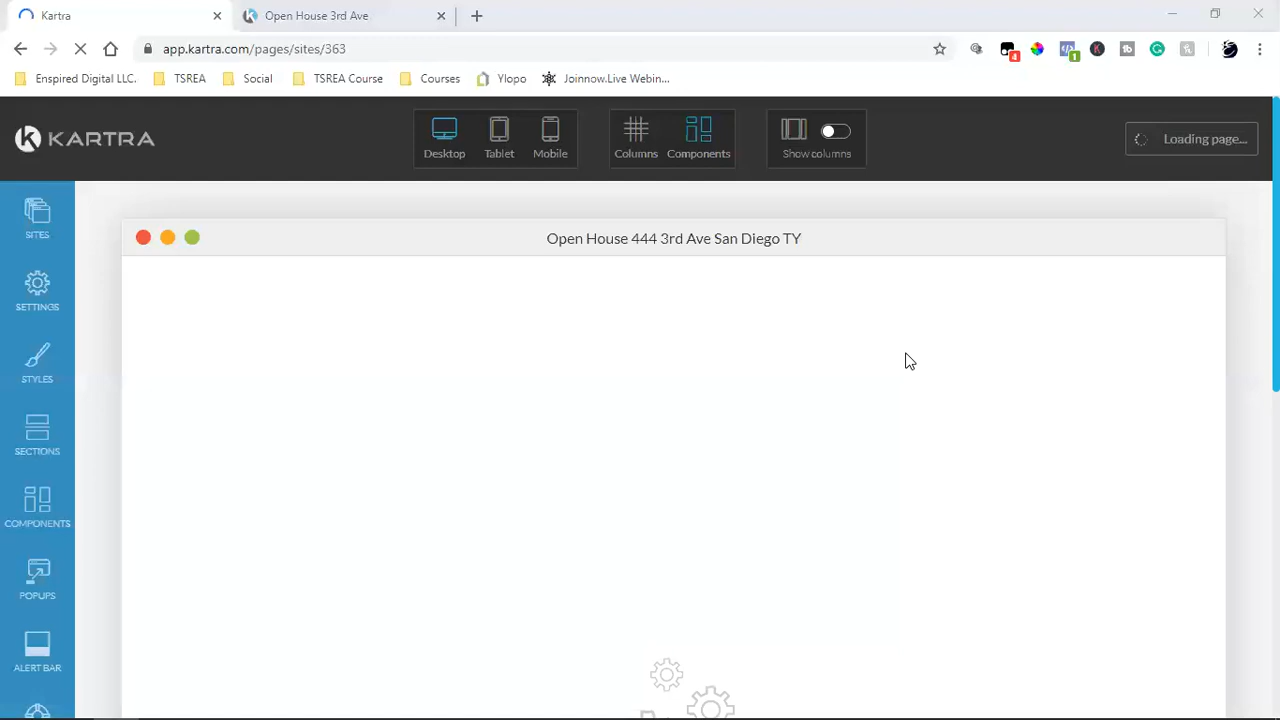 Kartra
Open House 3rd Ave
app.kartra.com/pages/sites/363
4
1
Enspired Digital LLC.
TSREA
Social
TSREA Course
Courses
Ylopo
Joinnow.Live Webin...
KARTRA
Desktop
Tablet
Mobile
Columns
Components
Show columns
Loading page...
SITES
SETTINGS
STYLES
SECTIONS
COMPONENTS
POPUPS
ALERT BAR
Open House 444 3rd Ave San Diego TY